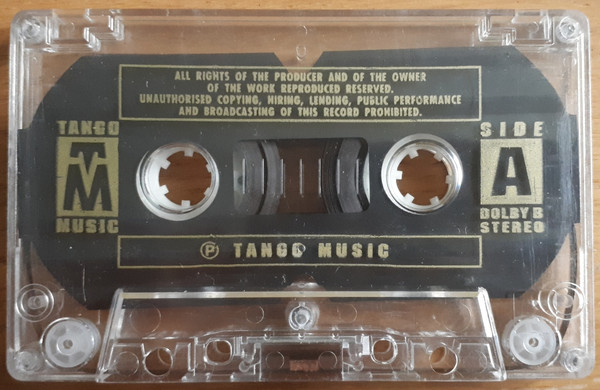 ALL RIGHTS OF THE PRODUCER AND OF THE OWNER
OF THE WORK REPRODUCED RESERVED.
UNAUTHORISED COPYING, HIRING, LENDING, PUBLIC PERFORMANCE
AND BROADCASTING OF THIS RECORD PROHIBITED.
TANGO
TM
MUSIC
SIDE
A
DOLBY B
STEREO
℗ TANGO MUSIC